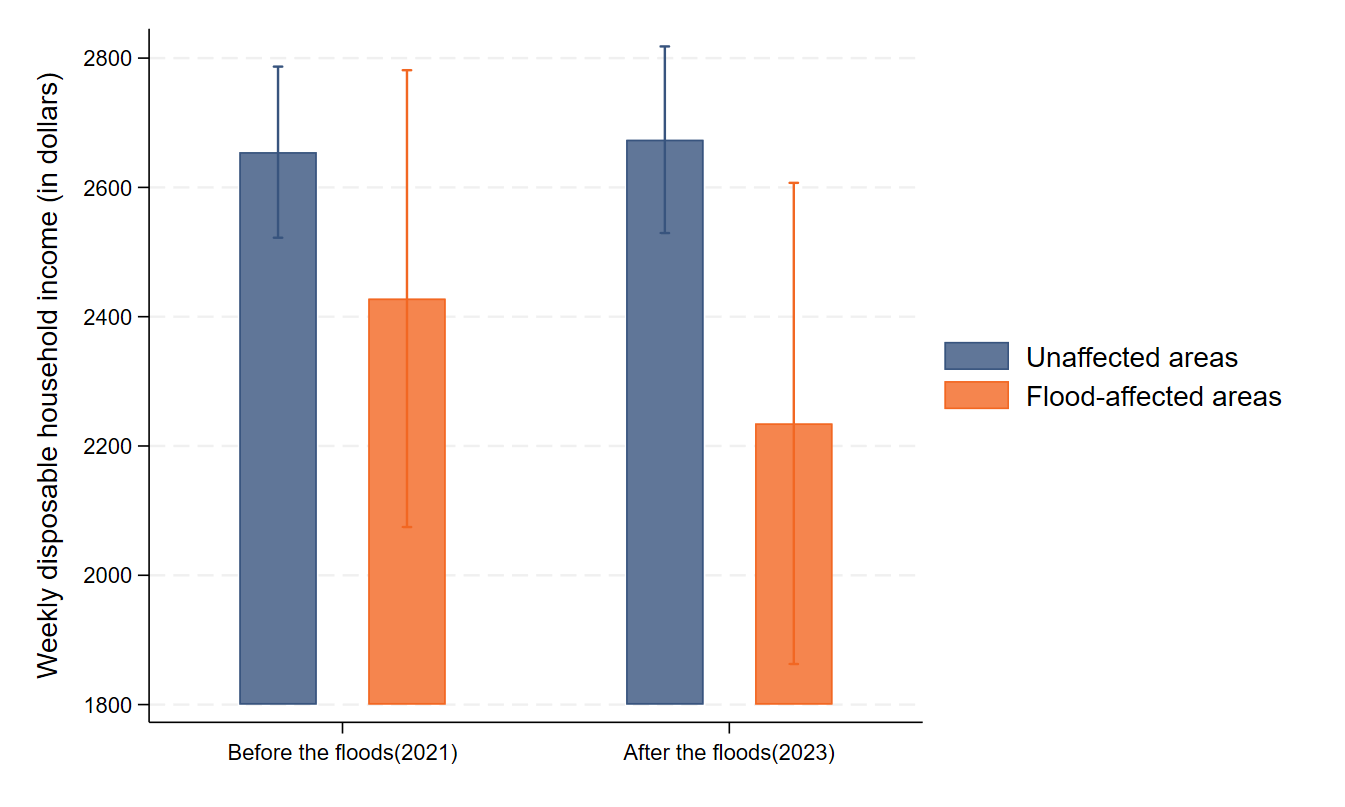 Weekly disposable household income (in dollars)
2800
2600
2400
2200
2000
1800
Before the floods(2021)
After the floods(2023)
Unaffected areas
Flood-affected areas